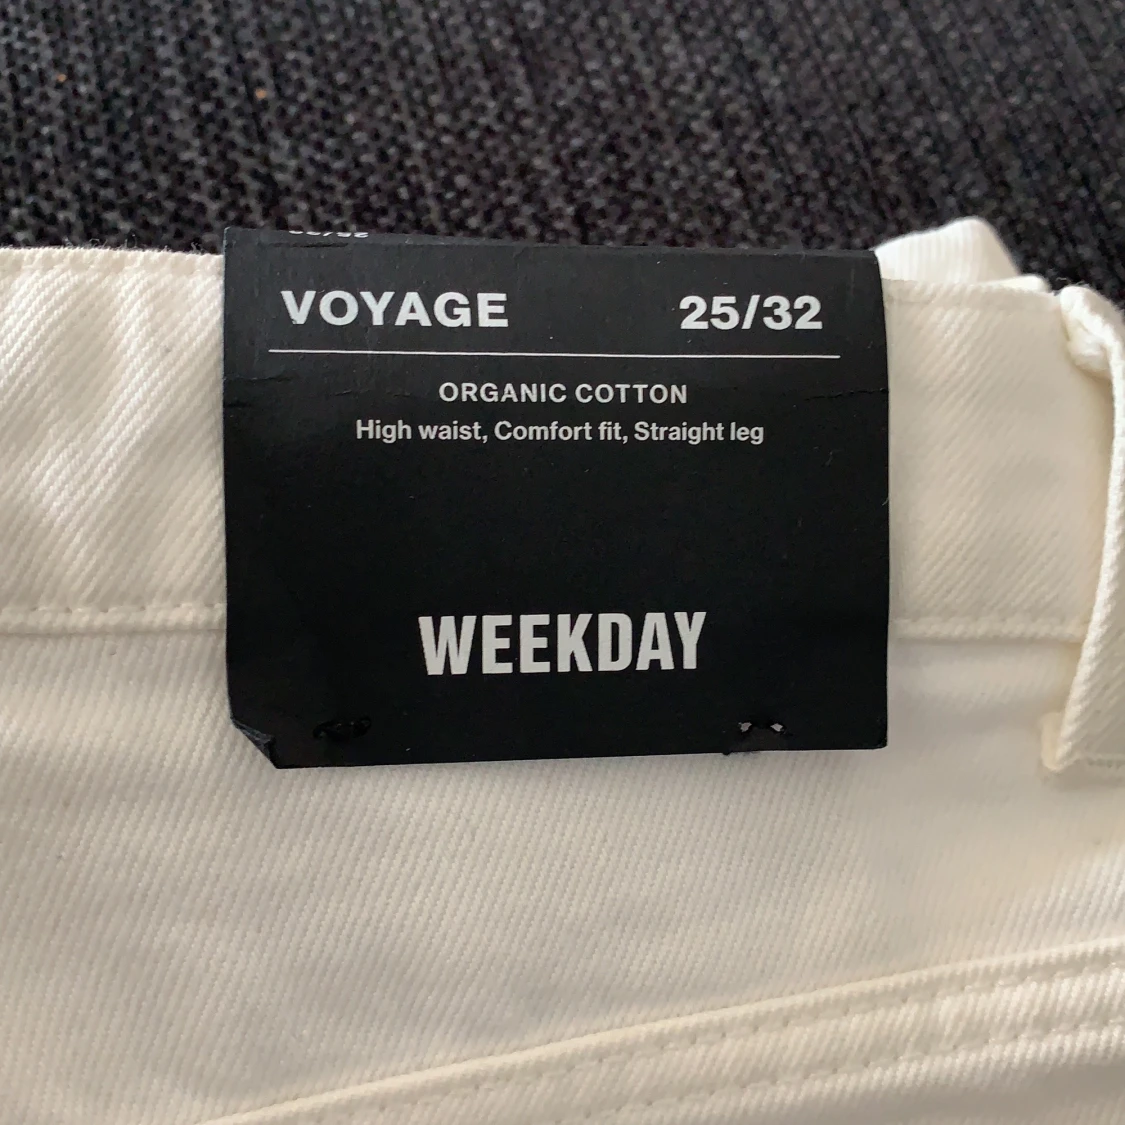 VOYAGE 25/32
ORGANIC COTTON
High waist, Comfort fit, Straight leg
WEEKDAY